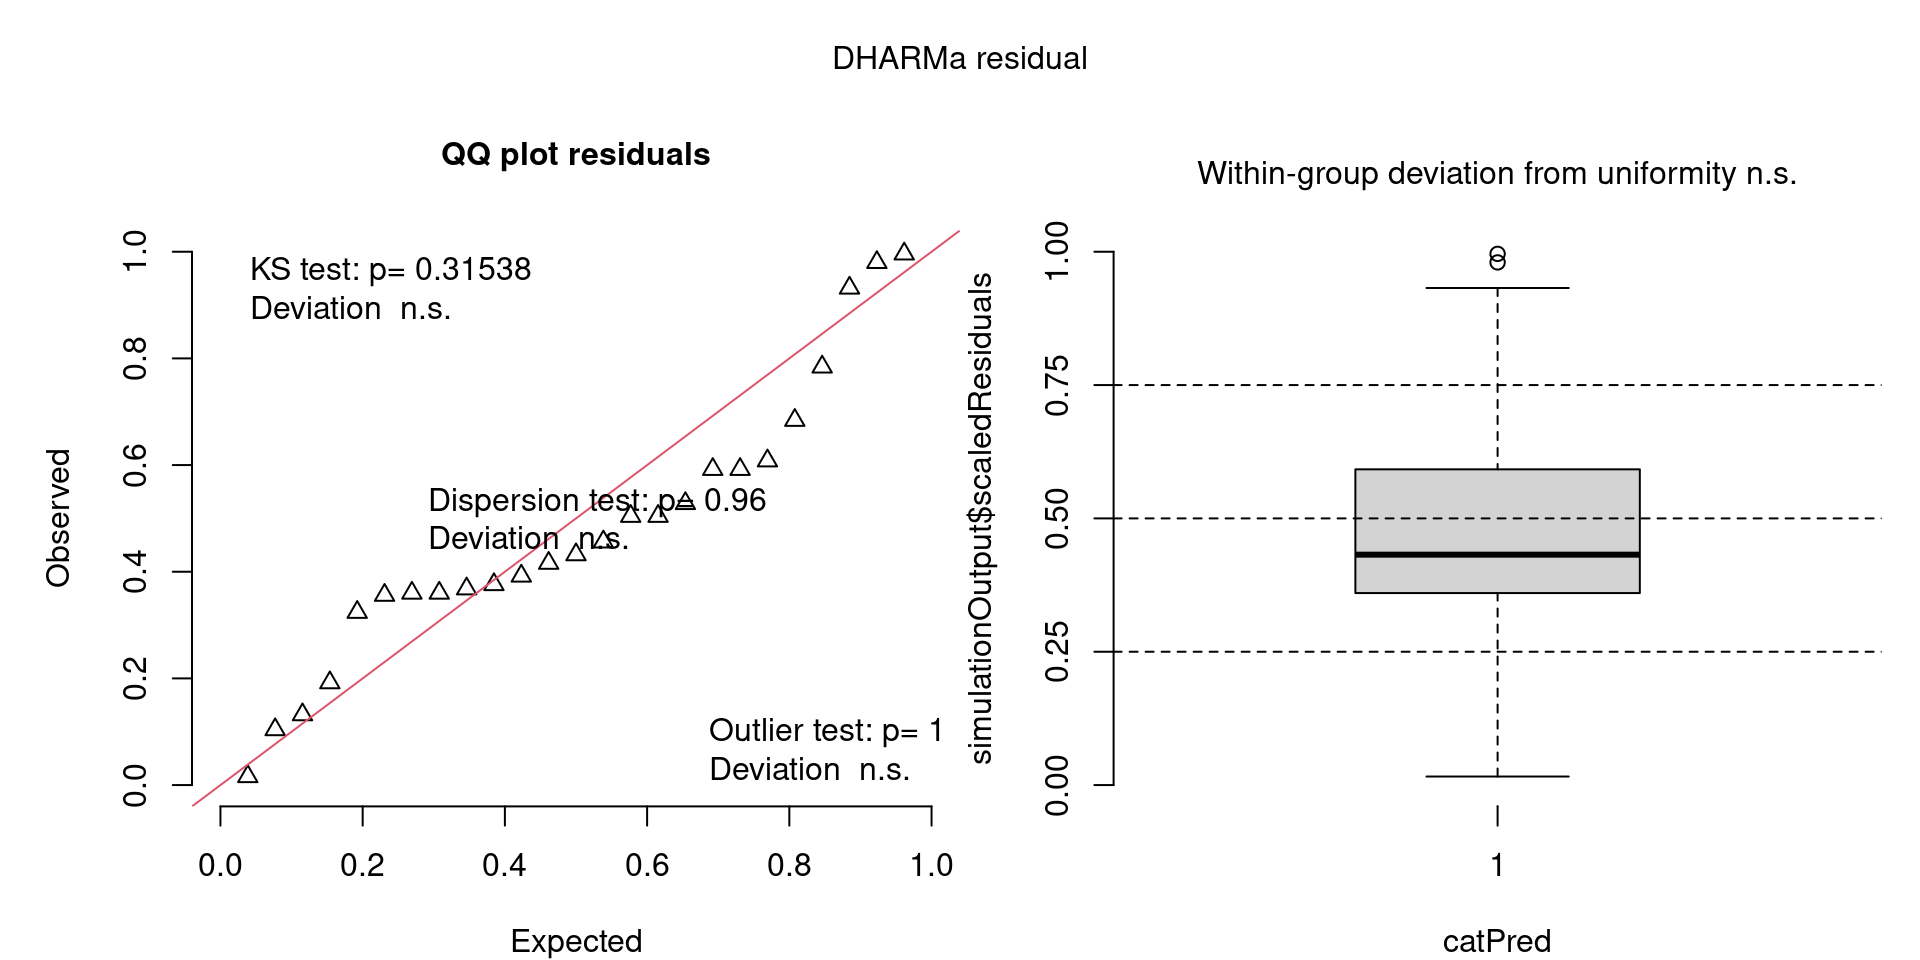 DHARMa residual
QQ plot residuals
KS test: p= 0.31538
Deviation  n.s.
Dispersion test: p= 0.96
Deviation  n.s.
Outlier test: p= 1
Deviation  n.s.
Observed
0.0
0.2
0.4
0.6
0.8
1.0
0.0
0.2
0.4
0.6
0.8
1.0
Expected
Within-group deviation from uniformity n.s.
simulationOutput$scaledResiduals
0.00
0.25
0.50
0.75
1.00
1
catPred